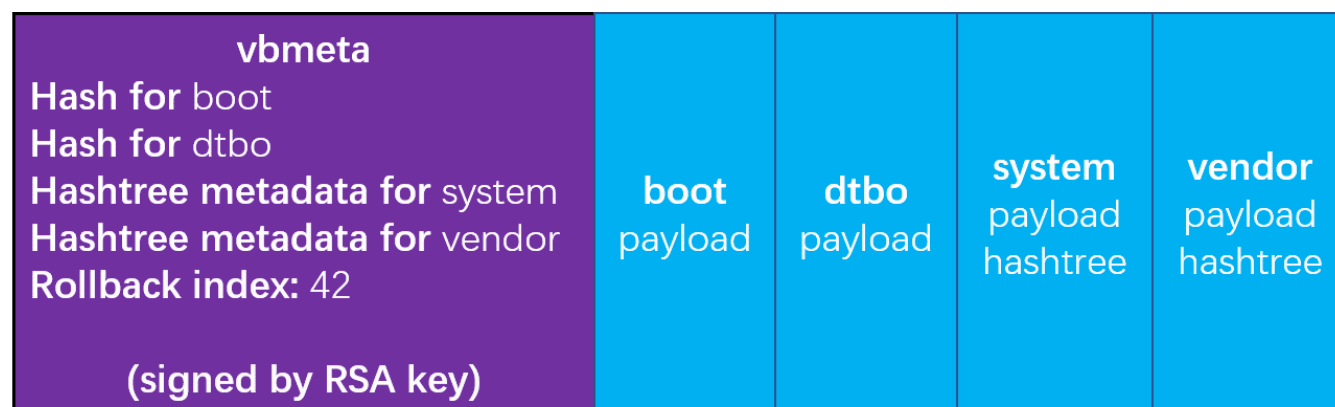 vbmeta
Hash for boot
Hash for dtbo
Hashtree metadata for system
Hashtree metadata for vendor
Rollback index: 42
(signed by RSA key)
boot
payload
dtbo
payload
system
payload
hashtree
vendor
payload
hashtree